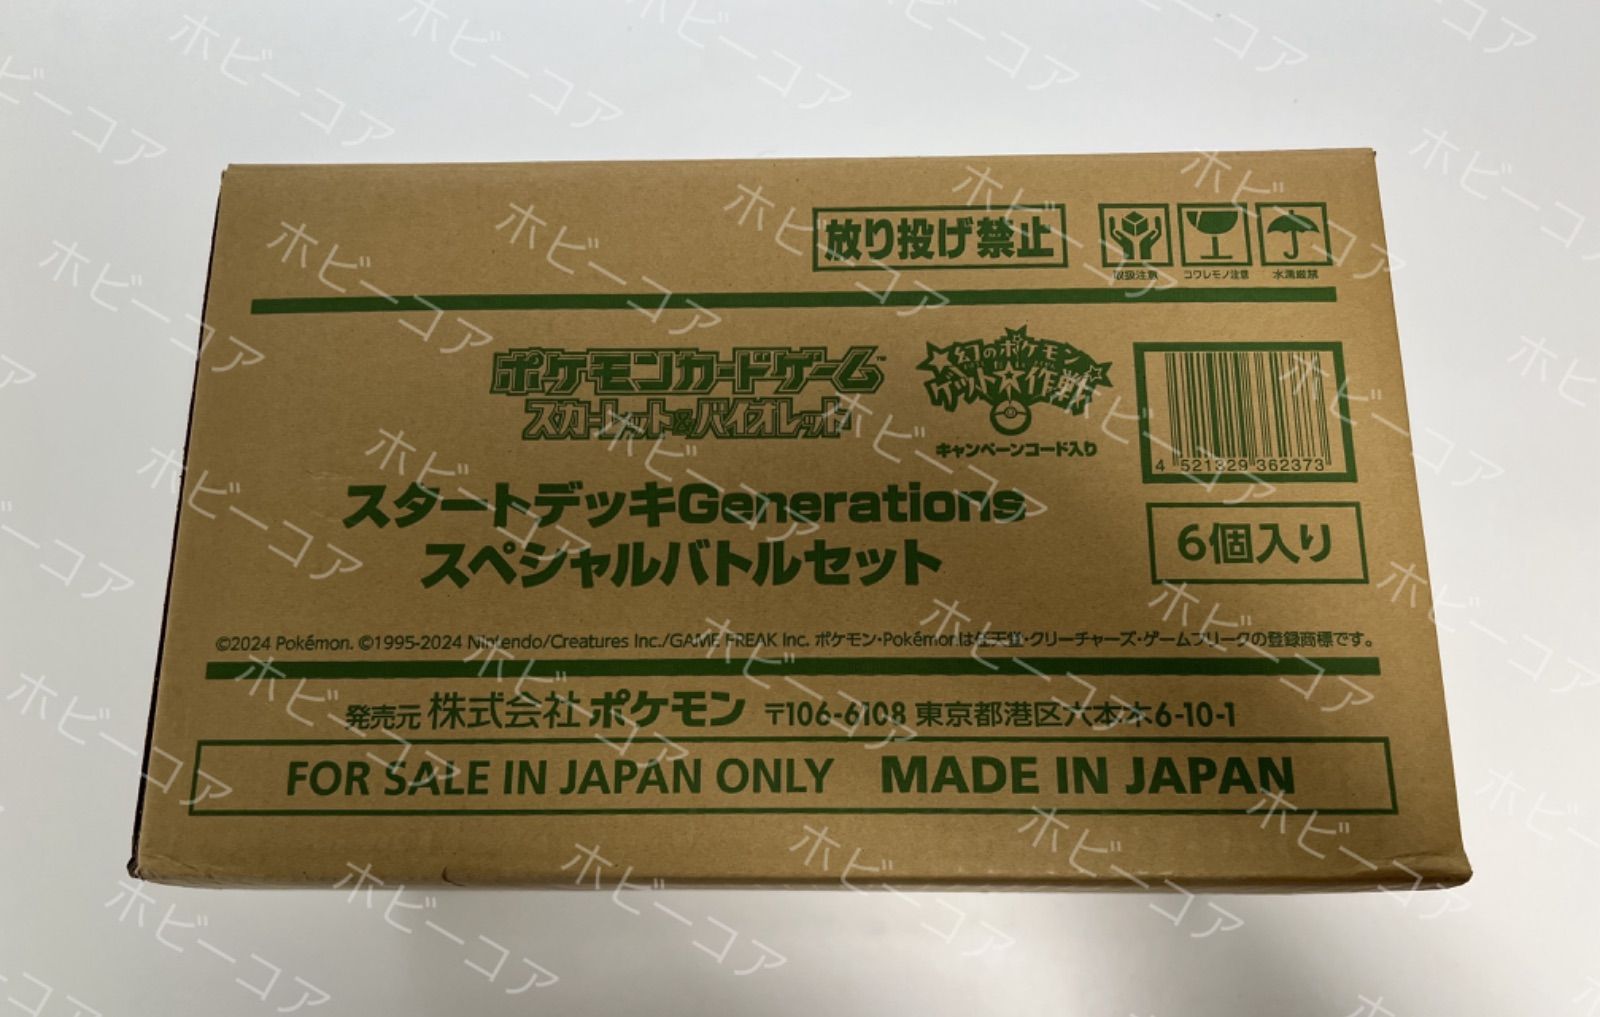 放り投げ禁止
取扱注意
コワレモノ注意
水濡厳禁
ポケモンカードゲーム™
スカーレット&バイオレット
幻のポケモン
ゲット★作戦
キャンペーンコード入り
4 521329 362373
スタートデッキGenerations
スペシャルバトルセット
6個入り
©2024 Pokémon. ©1995-2024 Nintendo/Creatures Inc./GAME FREAK Inc. ポケモン・Pokémonは任天堂・クリーチャーズ・ゲームフリークの登録商標です。
発売元 株式会社 ポケモン 〒106-6108 東京都港区六本木6-10-1
FOR SALE IN JAPAN ONLY MADE IN JAPAN
ホビーコア